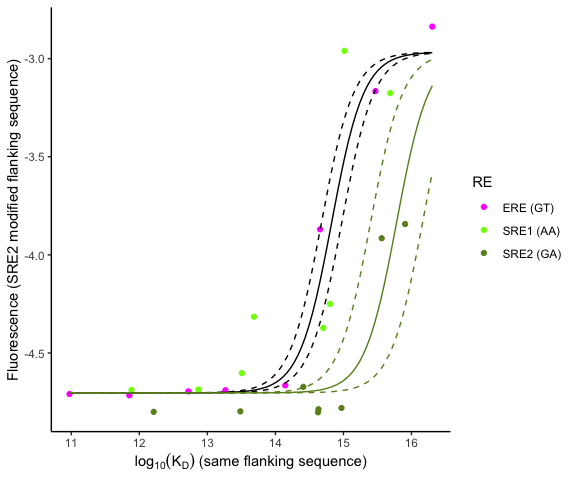 Fluorescence (SRE2 modified flanking sequence)
-3.0
-3.5
-4.0
-4.5
11 12 13 14 15 16
log10(KD) (same flanking sequence)
RE
ERE (GT)
SRE1 (AA)
SRE2 (GA)